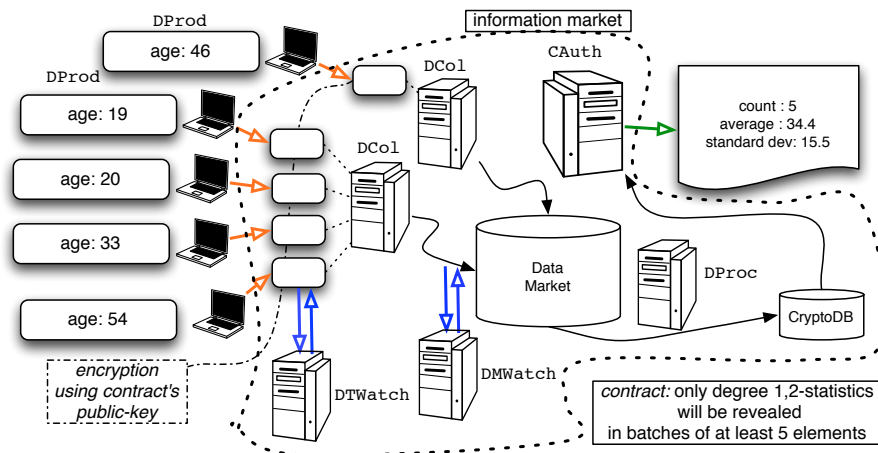 DProd
information market
age: 46
DCol
CAuth
DProd
age: 19
count : 5
average : 34.4
standard dev: 15.5
DCol
age: 20
age: 33
Data
Market
DProc
age: 54
CryptoDB
encryption
using contract's
public-key
DTWatch
DMWatch
contract: only degree 1,2-statistics
will be revealed
in batches of at least 5 elements